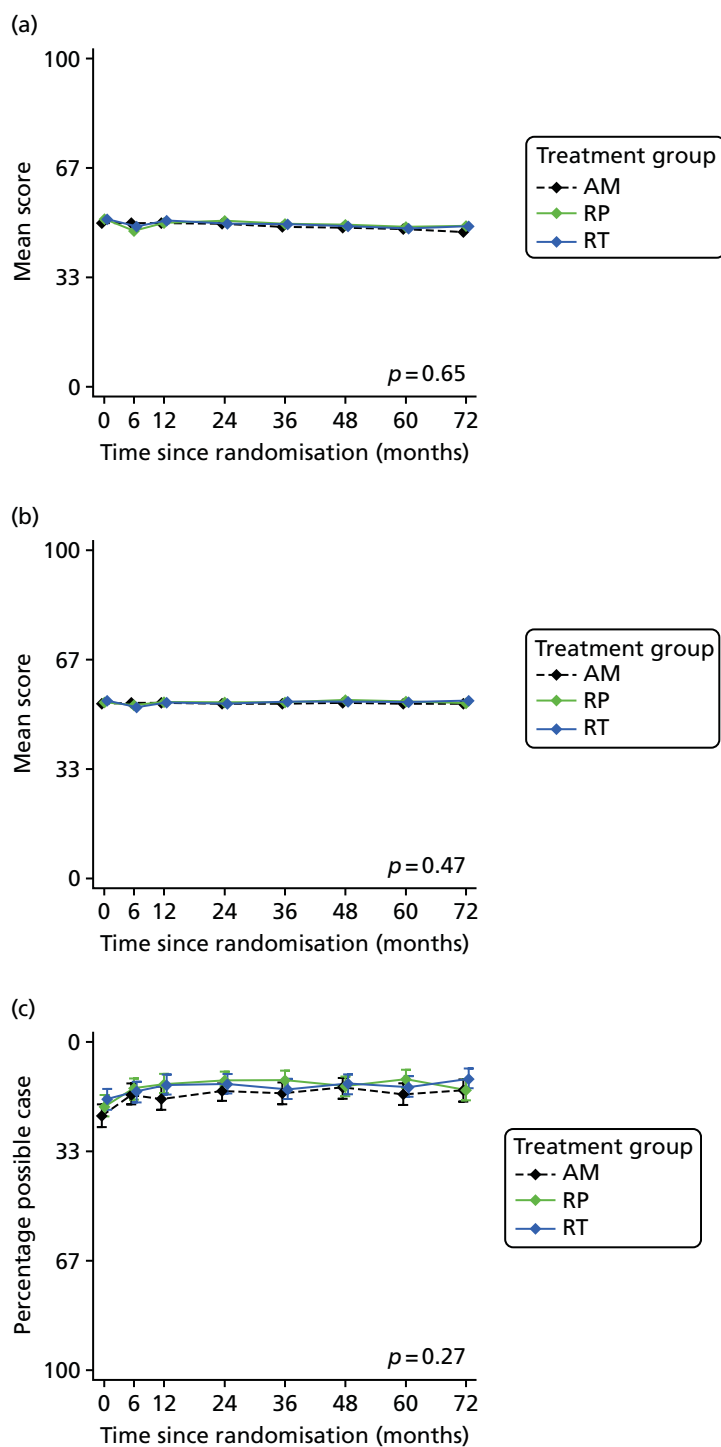 (a)
100
67
33
0
Mean score
p=0.65
0 6 12 24 36 48 60 72
Time since randomisation (months)
Treatment group
AM
RP
RT
(b)
100
67
33
0
Mean score
p=0.47
0 6 12 24 36 48 60 72
Time since randomisation (months)
Treatment group
AM
RP
RT
(c)
0
33
67
100
Percentage possible case
p=0.27
0 6 12 24 36 48 60 72
Time since randomisation (months)
Treatment group
AM
RP
RT